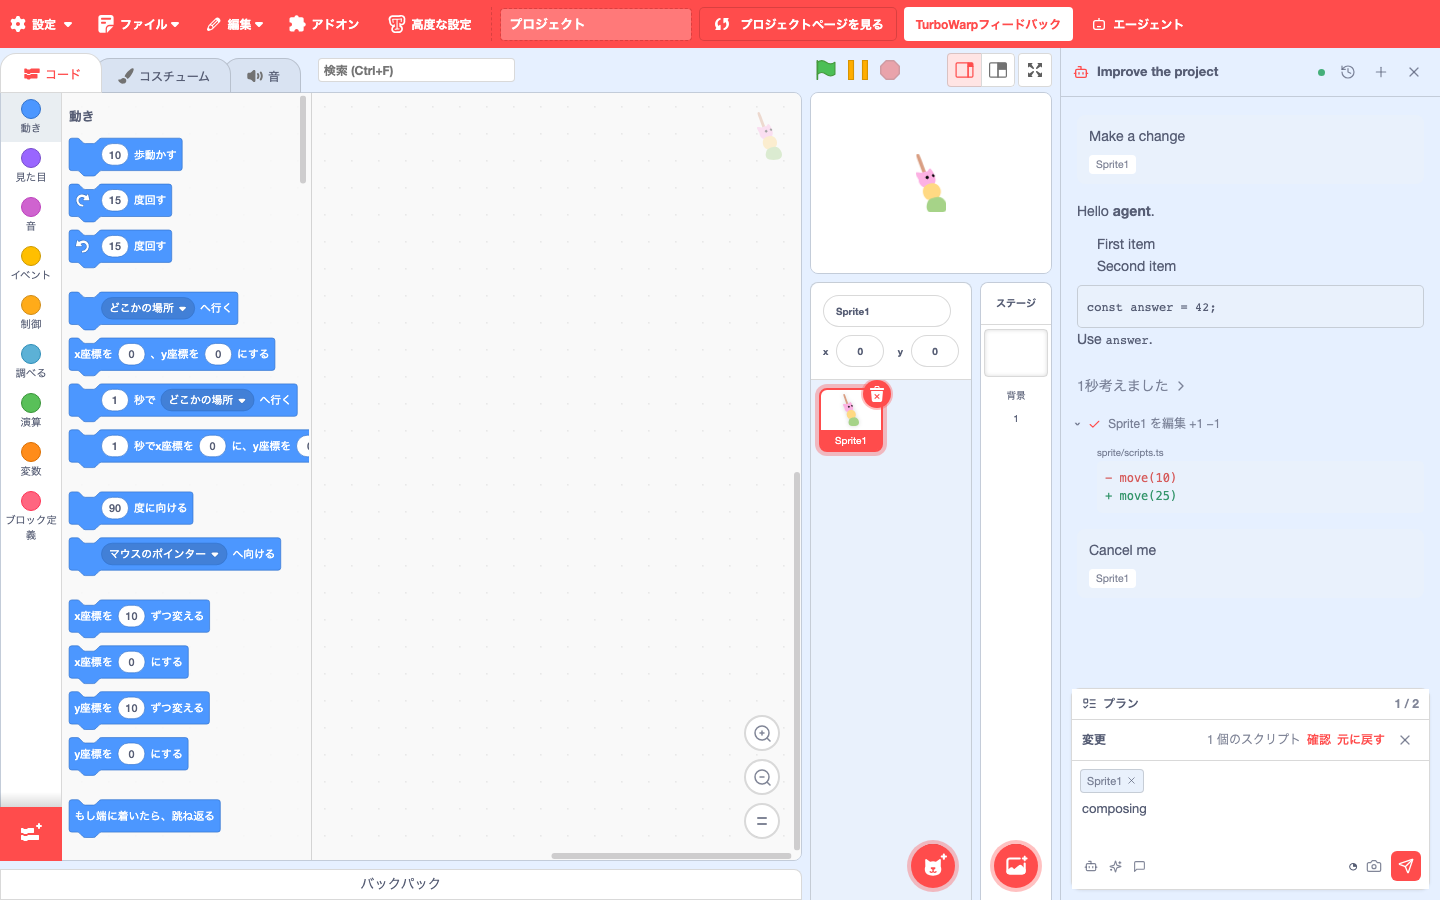 設定
ファイル
編集
アドオン
高度な設定
プロジェクト
プロジェクトページを見る
TurboWarpフィードバック
エージェント
コード
コスチューム
音
検索 (Ctrl+F)
動き
見た目
音
イベント
制御
調べる
演算
変数
ブロック定義
動き
10 歩動かす
15 度回す
15 度回す
どこかの場所 へ行く
x座標を 0 、y座標を 0 にする
1 秒で どこかの場所 へ行く
1 秒でx座標を 0 に、y座標を
90 度に向ける
マウスのポインター へ向ける
x座標を 10 ずつ変える
x座標を 0 にする
y座標を 10 ずつ変える
y座標を 0 にする
もし端に着いたら、跳ね返る
バックパック
Sprite1
x 0 y 0
Sprite1
ステージ
背景
1
Improve the project
Make a change
Sprite1
Hello agent.
First item
Second item
const answer = 42;
Use answer.
1秒考えました
Sprite1 を編集 +1 −1
sprite/scripts.ts
− move(10)
+ move(25)
Cancel me
Sprite1
プラン 1 / 2
変更 1 個のスクリプト 確認 元に戻す
Sprite1
composing